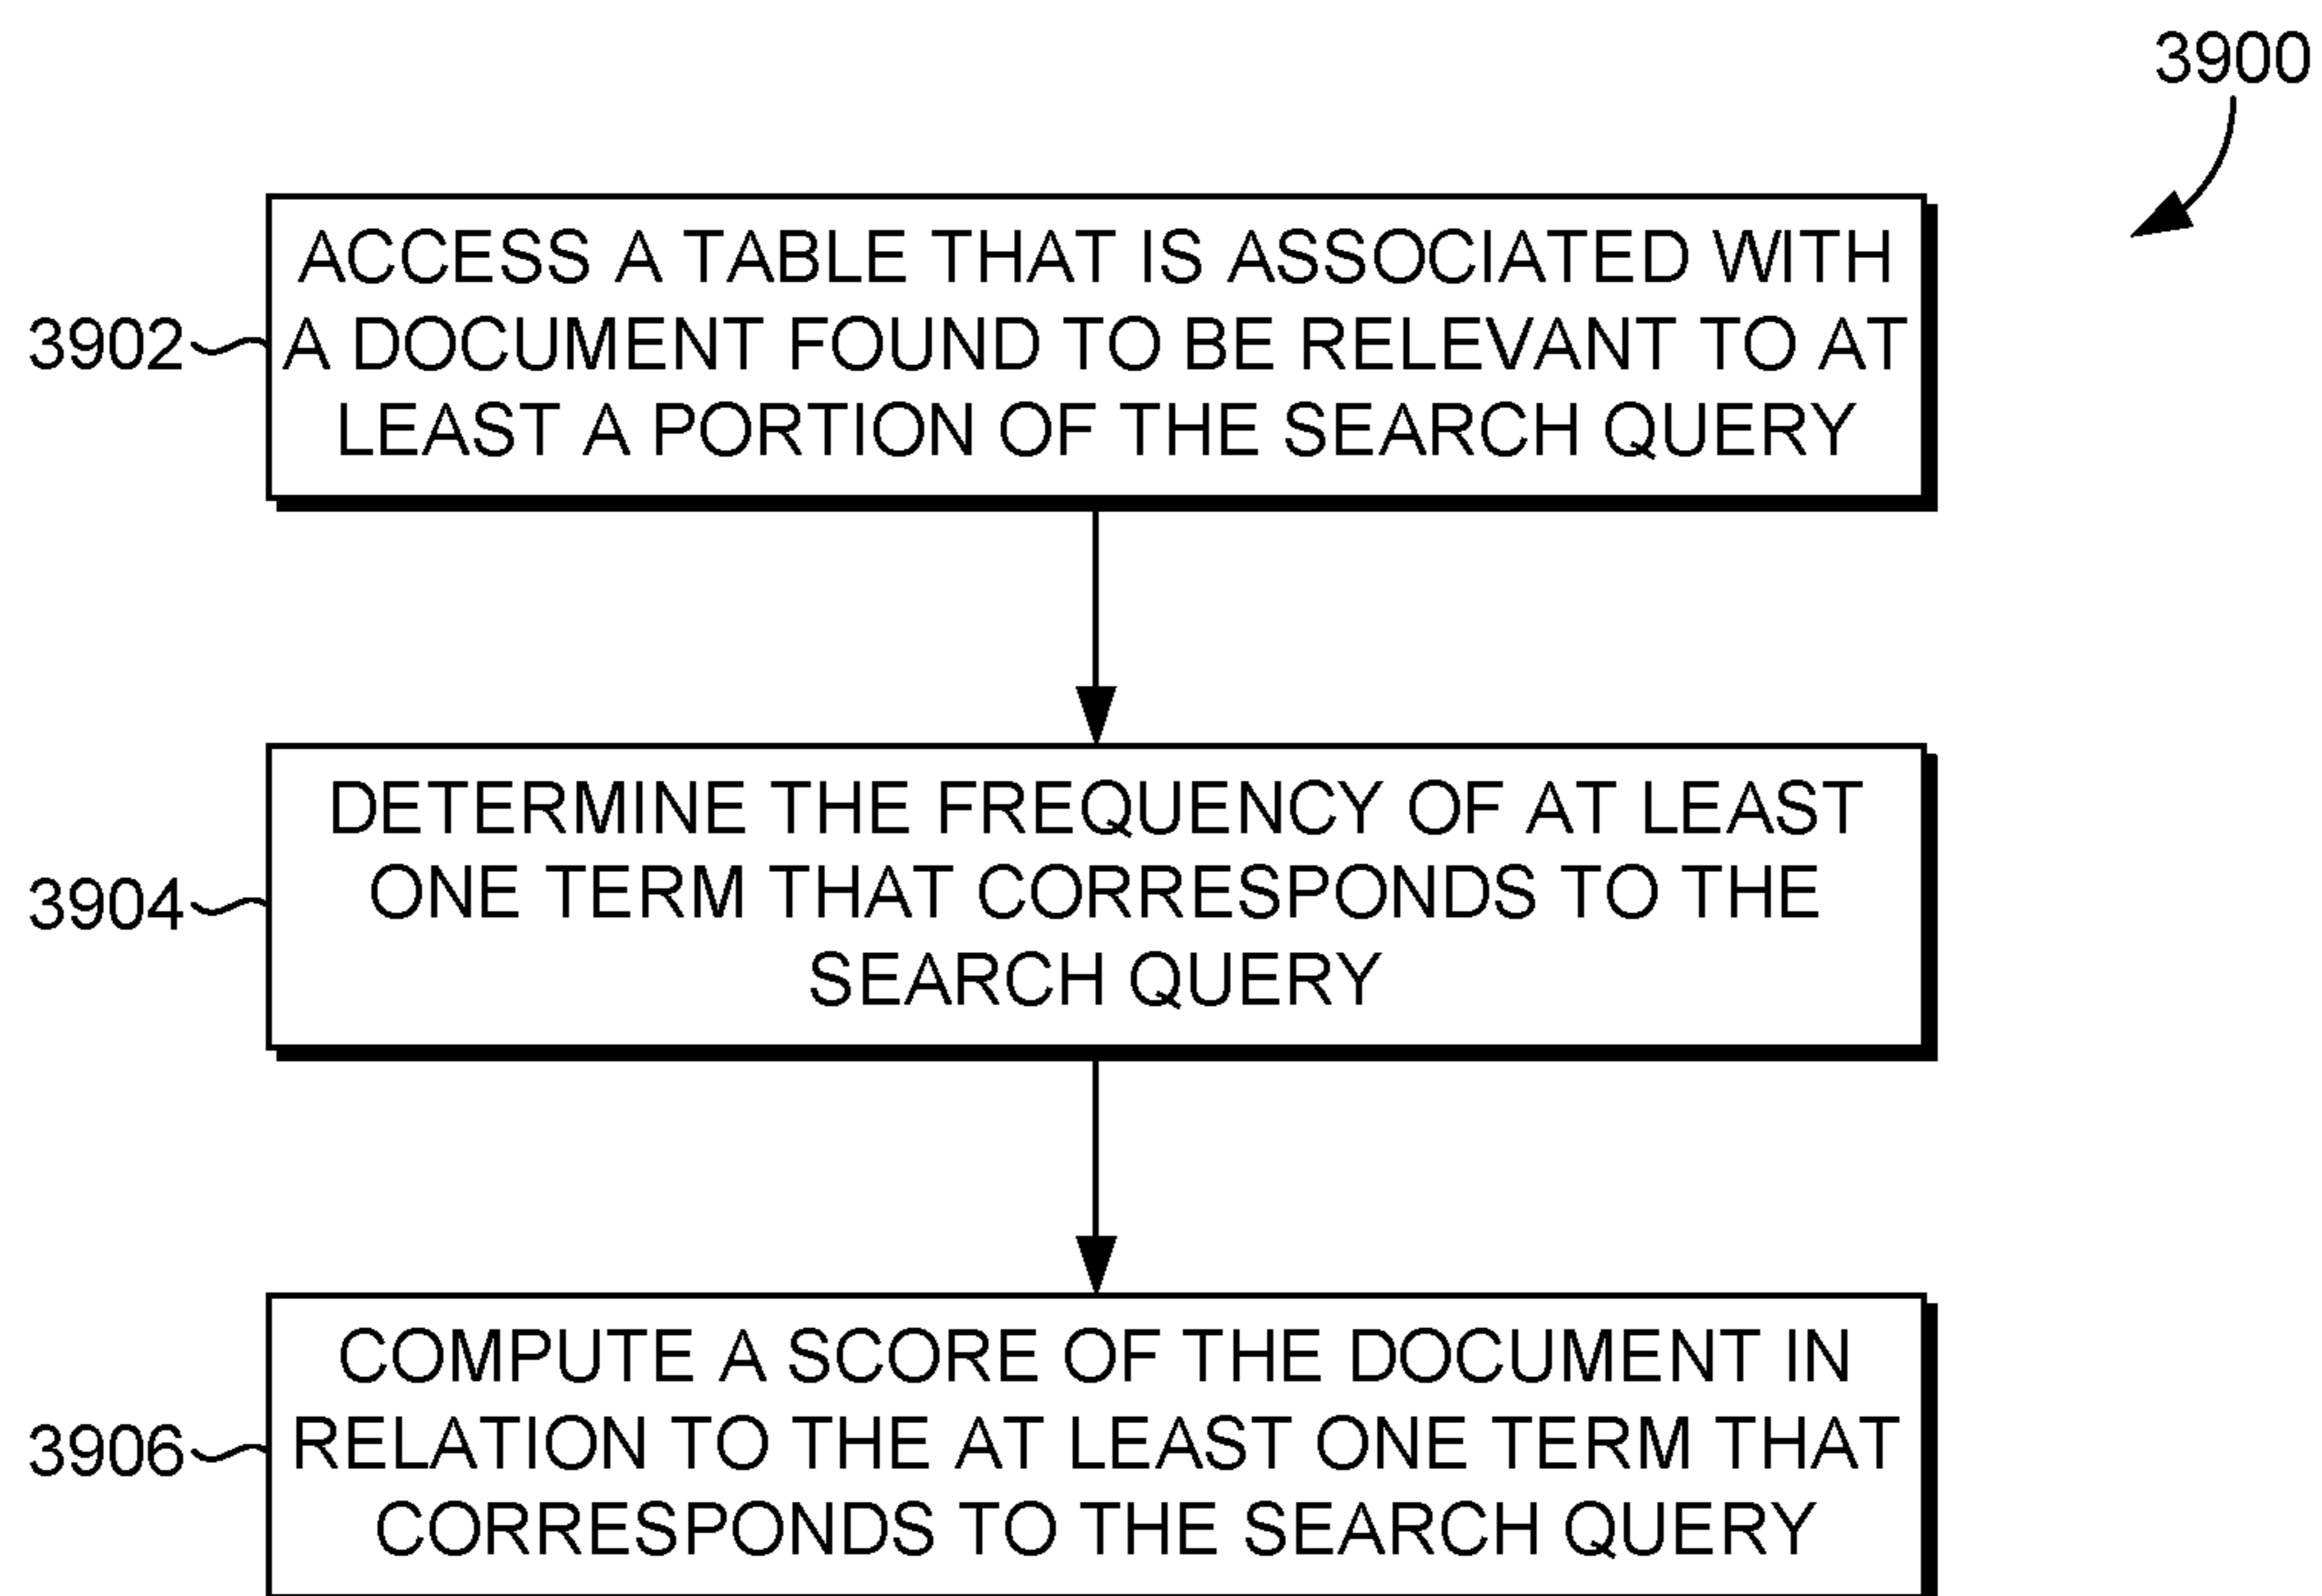 3900
ACCESS A TABLE THAT IS ASSOCIATED WITH
3902 A DOCUMENT FOUND TO BE RELEVANT TO AT
LEAST A PORTION OF THE SEARCH QUERY
DETERMINE THE FREQUENCY OF AT LEAST
3904 ONE TERM THAT CORRESPONDS TO THE
SEARCH QUERY
COMPUTE A SCORE OF THE DOCUMENT IN
3906 RELATION TO THE AT LEAST ONE TERM THAT
CORRESPONDS TO THE SEARCH QUERY